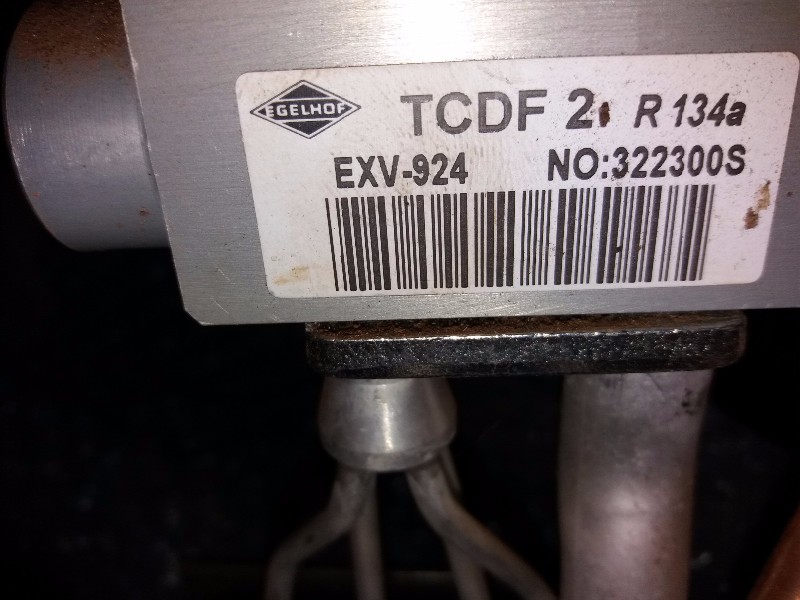 EGELHOF
TCDF 2. R 134a
EXV-924 NO:322300S